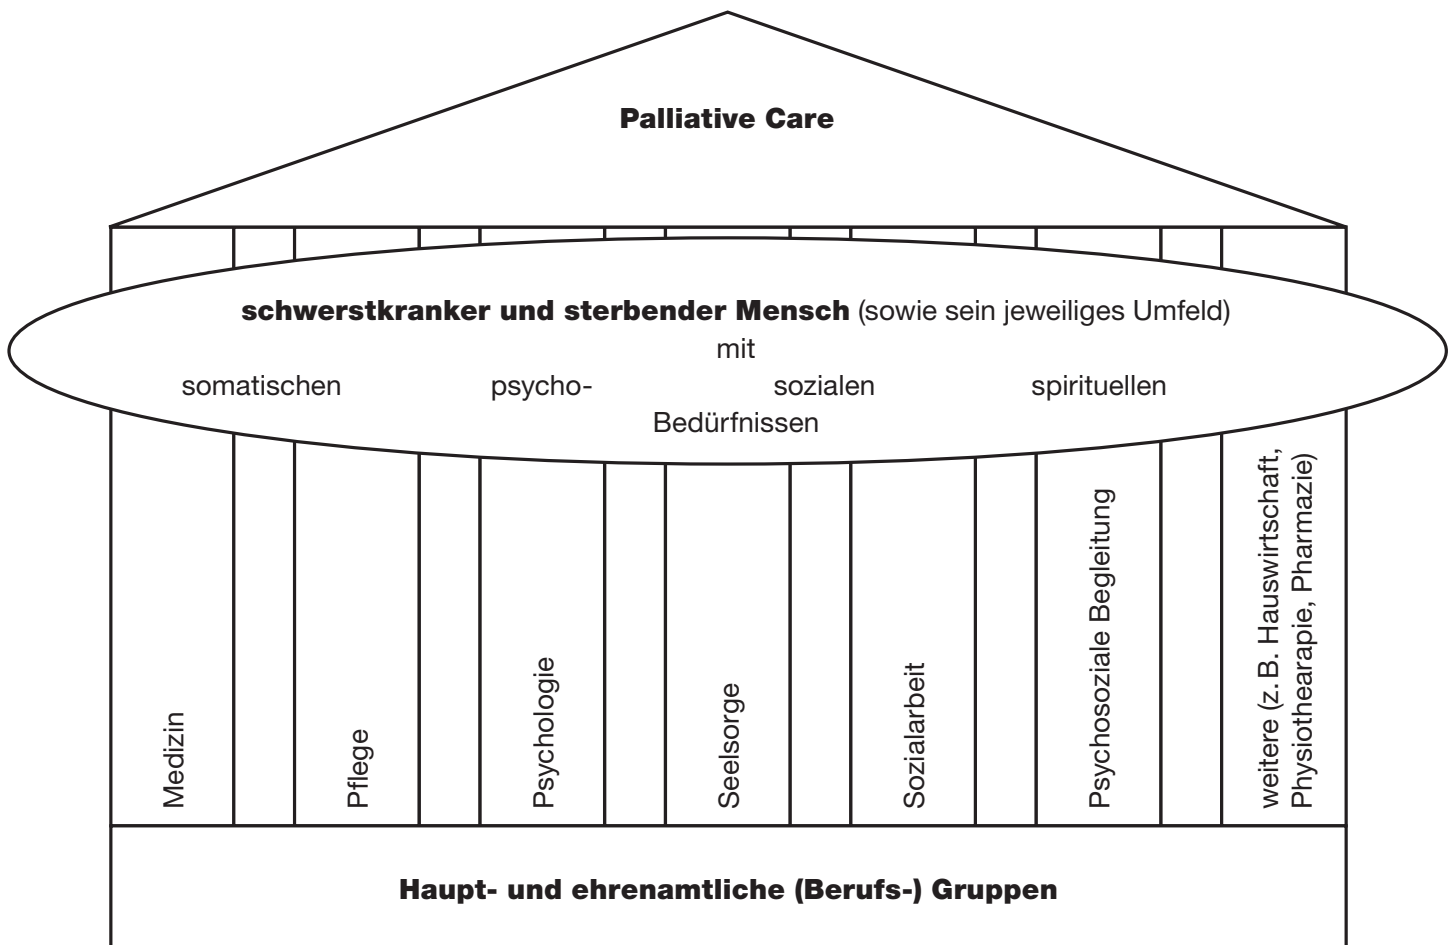 Palliative Care
schwerstkranker und sterbender Mensch (sowie sein jeweiliges Umfeld)
mit
somatischen psycho- sozialen spirituellen
Bedürfnissen
Medizin
Pflege
Psychologie
Seelsorge
Sozialarbeit
Psychosoziale Begleitung
weitere (z. B. Hauswirtschaft,
Physiothearapie, Pharmazie)
Haupt- und ehrenamtliche (Berufs-) Gruppen